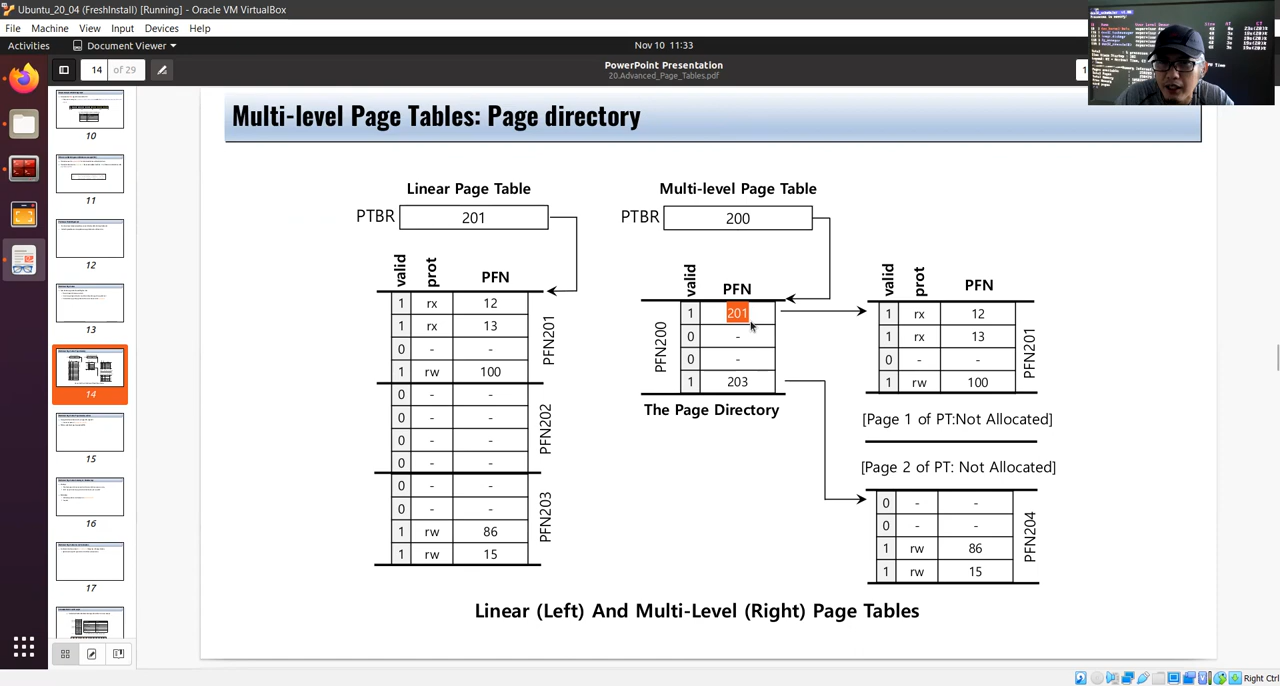 Ubuntu_20_04 (FreshInstall) [Running] - Oracle VM VirtualBox
File Machine View Input Devices Help
Activities Document Viewer Nov 10 11:33
14 of 29
PowerPoint Presentation
20.Advanced_Page_Tables.pdf
10
11
12
13
14
15
16
17
Multi-level Page Tables: Page directory
Linear Page Table
PTBR 201
valid prot PFN
1 rx 12
1 rx 13
0 - -
1 rw 100
PFN201
0 - -
0 - -
0 - -
0 - -
PFN202
0 - -
0 - -
1 rw 86
1 rw 15
PFN203
Multi-level Page Table
PTBR 200
valid PFN
1 201
0 -
0 -
1 203
PFN200
The Page Directory
valid prot PFN
1 rx 12
1 rx 13
0 - -
1 rw 100
PFN201
[Page 1 of PT:Not Allocated]
[Page 2 of PT: Not Allocated]
0 - -
0 - -
1 rw 86
1 rw 15
PFN204
Linear (Left) And Multi-Level (Right) Page Tables
Right Ctrl